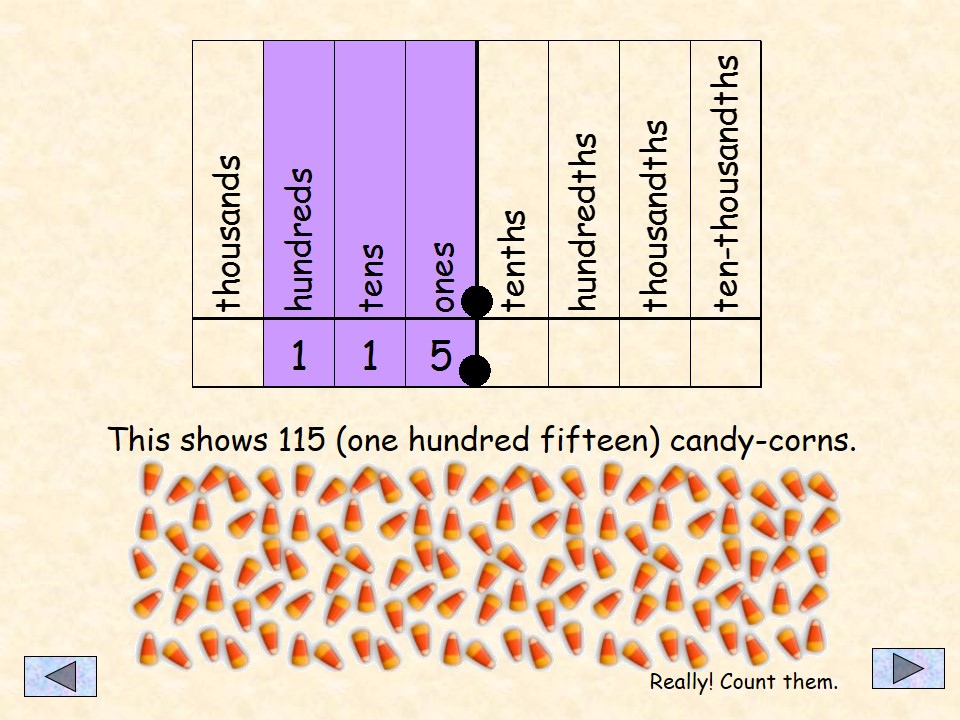 thousands
hundreds
tens
ones
tenths
hundredths
thousandths
ten-thousandths
1 1 5
This shows 115 (one hundred fifteen) candy-corns.
Really! Count them.